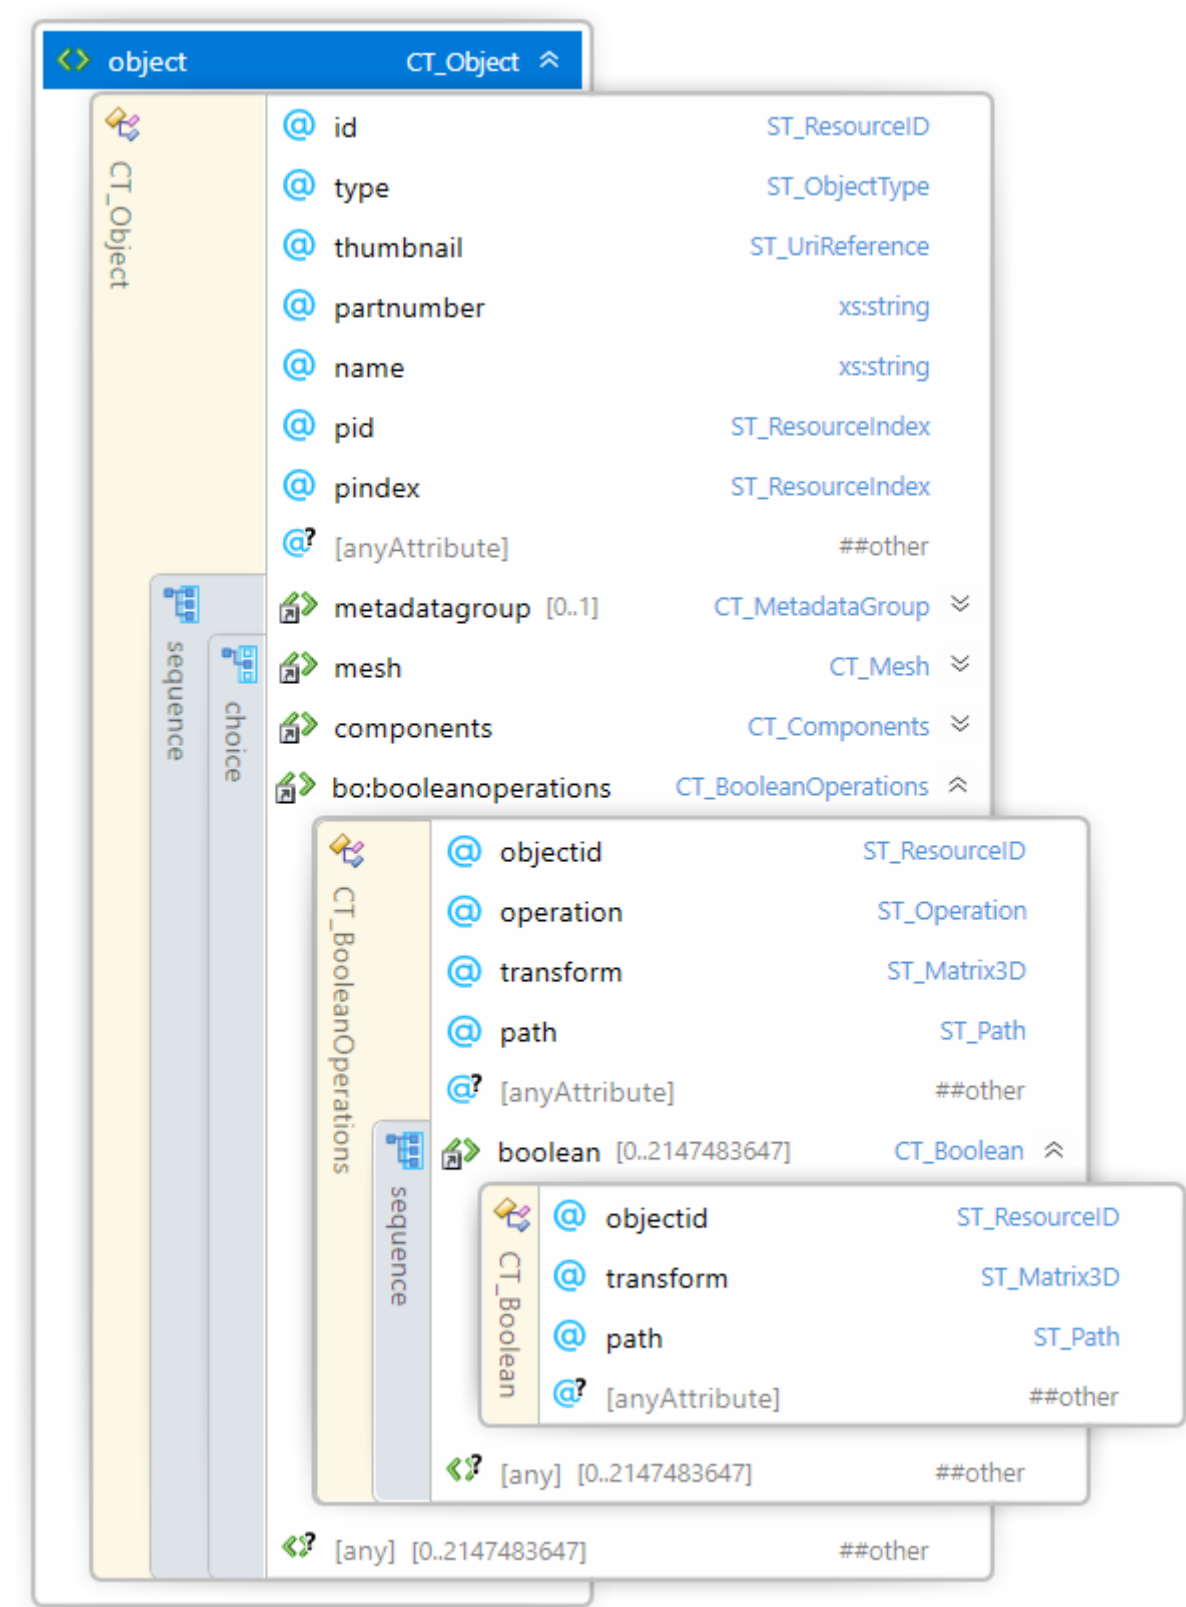 object CT_Object
CT_Object
@ id ST_ResourceID
@ type ST_ObjectType
@ thumbnail ST_UriReference
@ partnumber xs:string
@ name xs:string
@ pid ST_ResourceIndex
@ pindex ST_ResourceIndex
@? [anyAttribute] ##other
sequence
metadatagroup [0..1] CT_MetadataGroup
choice
mesh CT_Mesh
components CT_Components
bo:booleanoperations CT_BooleanOperations
CT_BooleanOperations
@ objectid ST_ResourceID
@ operation ST_Operation
@ transform ST_Matrix3D
@ path ST_Path
@? [anyAttribute] ##other
sequence
boolean [0..2147483647] CT_Boolean
CT_Boolean
@ objectid ST_ResourceID
@ transform ST_Matrix3D
@ path ST_Path
@? [anyAttribute] ##other
? [any] [0..2147483647] ##other
? [any] [0..2147483647] ##other